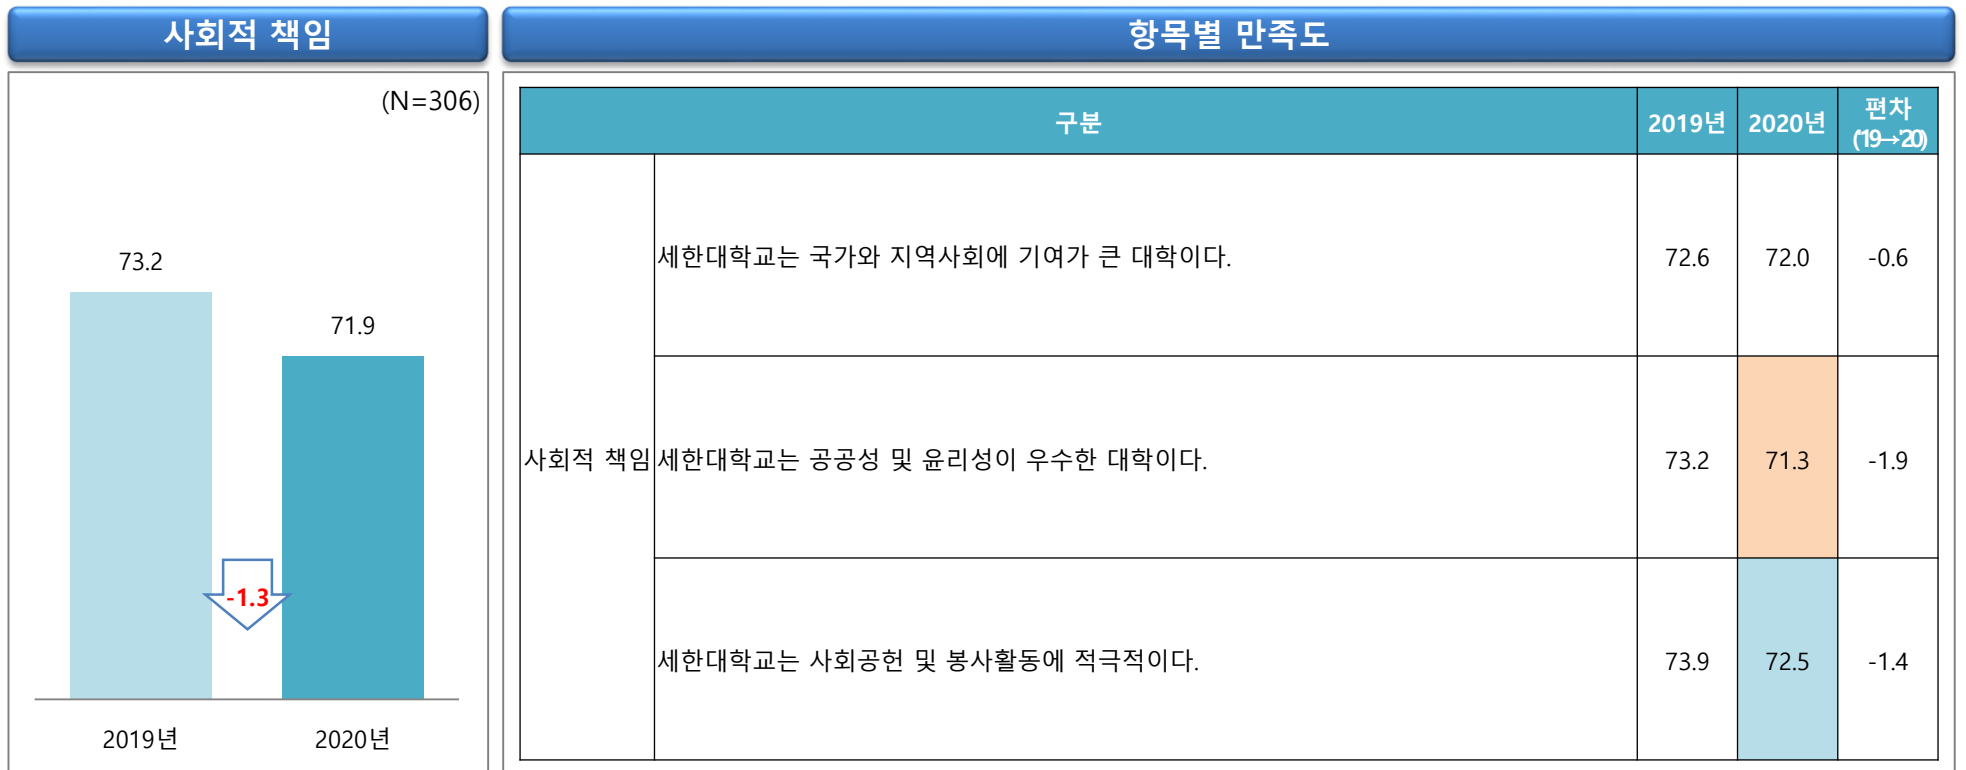 사회적 책임
항목별 만족도
(N=306)
73.2
71.9
-1.3
2019년
2020년
구분 2019년 2020년 편차
('19→'20)
사회적 책임
세한대학교는 국가와 지역사회에 기여가 큰 대학이다. 72.6 72.0 -0.6
세한대학교는 공공성 및 윤리성이 우수한 대학이다. 73.2 71.3 -1.9
세한대학교는 사회공헌 및 봉사활동에 적극적이다. 73.9 72.5 -1.4